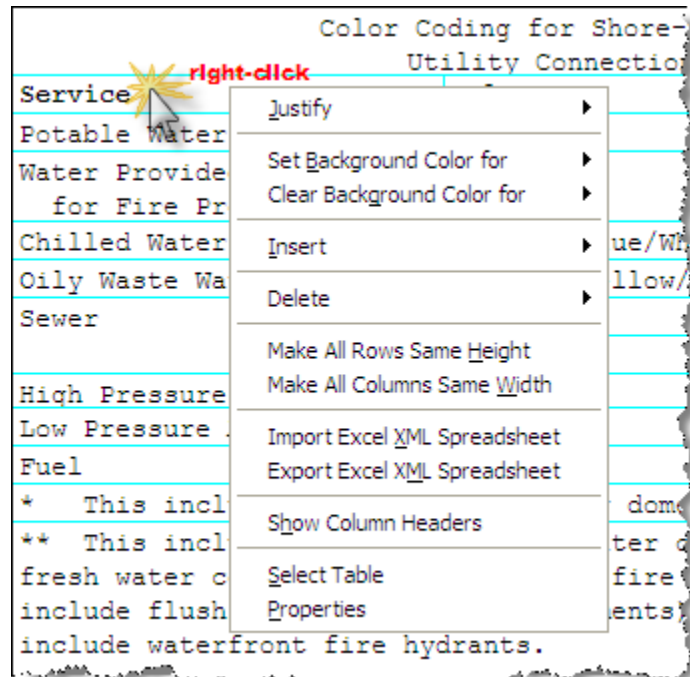 Color Coding for Shore-
Utility Connection
right-click
Service
Potable Water
Water Provide
for Fire Pr
Chilled Water ue/Wh
Oily Waste Wa llow/
Sewer
High Pressure
Low Pressure
Fuel
* This incl dome
** This incl ter
fresh water c fire
include flush ents)
include waterfront fire hydrants.
Justify
Set Background Color for
Clear Background Color for
Insert
Delete
Make All Rows Same Height
Make All Columns Same Width
Import Excel XML Spreadsheet
Export Excel XML Spreadsheet
Show Column Headers
Select Table
Properties